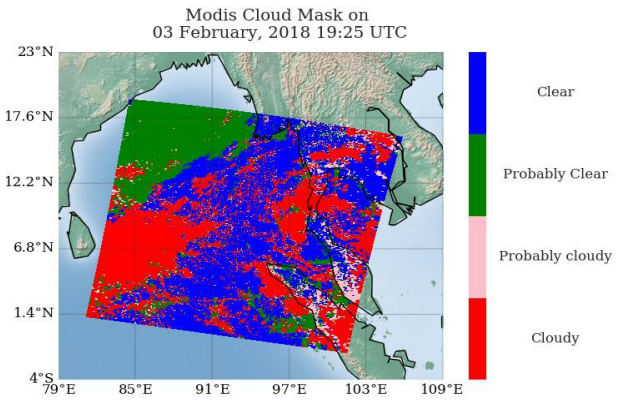 Modis Cloud Mask on
03 February, 2018 19:25 UTC
23°N
17.6°N
12.2°N
6.8°N
1.4°N
4°S
79°E 85°E 91°E 97°E 103°E 109°E
Clear
Probably Clear
Probably cloudy
Cloudy